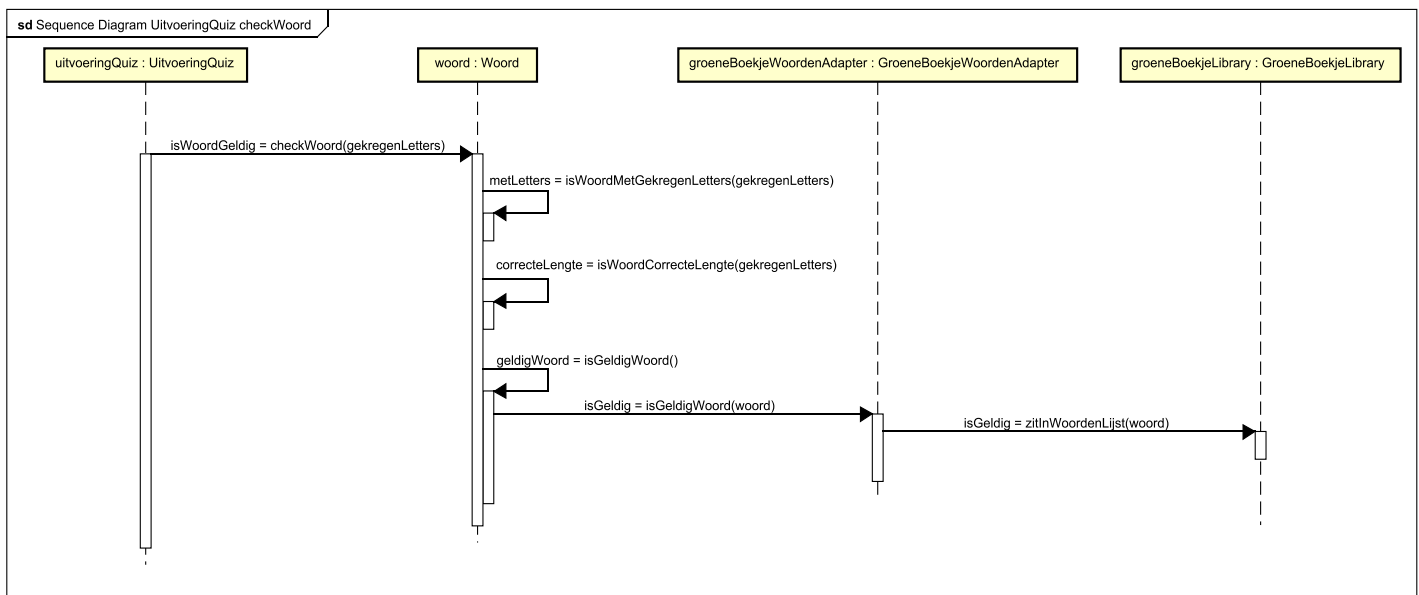 sd Sequence Diagram UitvoeringQuiz checkWoord
uitvoeringQuiz : UitvoeringQuiz
woord : Woord
groeneBoekjeWoordenAdapter : GroeneBoekjeWoordenAdapter
groeneBoekjeLibrary : GroeneBoekjeLibrary
isWoordGeldig = checkWoord(gekregenLetters)
metLetters = isWoordMetGekregenLetters(gekregenLetters)
correcteLengte = isWoordCorrecteLengte(gekregenLetters)
geldigWoord = isGeldigWoord()
isGeldig = isGeldigWoord(woord)
isGeldig = zitInWoordenLijst(woord)